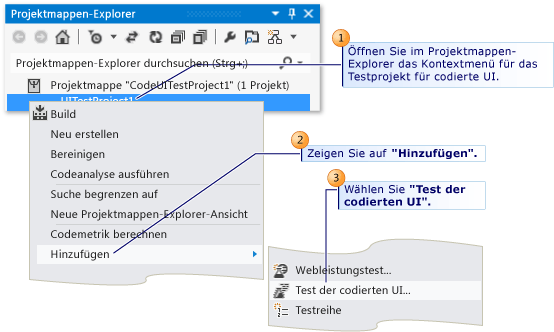 Projektmappen-Explorer
Projektmappen-Explorer durchsuchen (Strg+;)
Projektmappe "CodeUITestProject1" (1 Projekt)
UITestProject1
Build
Neu erstellen
Bereinigen
Codeanalyse ausführen
Suche begrenzen auf
Neue Projektmappen-Explorer-Ansicht
Codemetrik berechnen
Hinzufügen
1
Öffnen Sie im Projektmappen-
Explorer das Kontextmenü für das
Testprojekt für codierte UI.
2
Zeigen Sie auf "Hinzufügen".
3
Wählen Sie "Test der
codierten UI".
Webleistungstest...
Test der codierten UI...
Testreihe